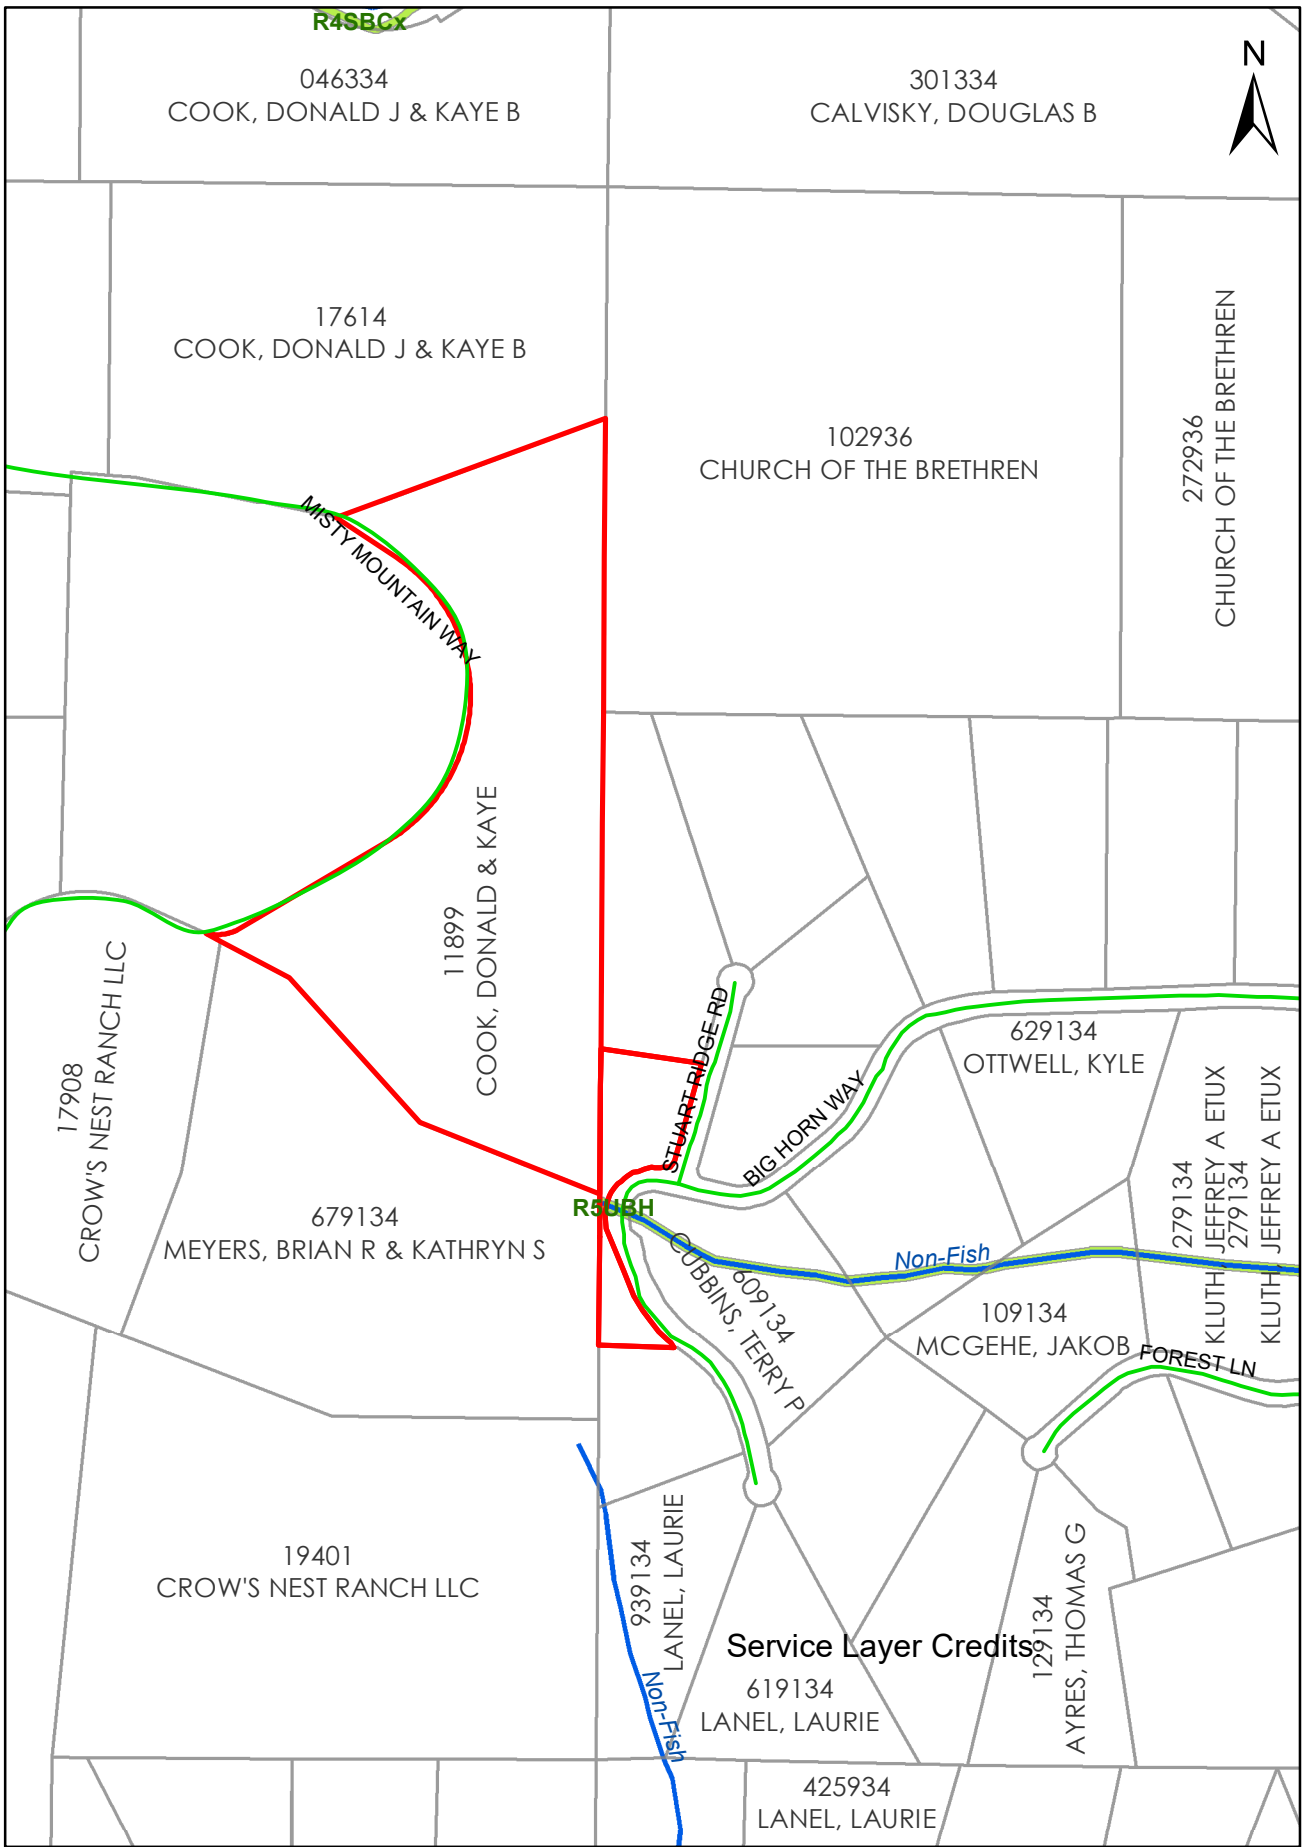 R4SBCx
N
046334
COOK, DONALD J & KAYE B
301334
CALVISKY, DOUGLAS B
17614
COOK, DONALD J & KAYE B
102936
CHURCH OF THE BRETHREN
272936
CHURCH OF THE BRETHREN
MISTY MOUNTAIN WAY
11899
COOK, DONALD & KAYE
17908
CROW'S NEST RANCH LLC
STUART RIDGE RD
BIG HORN WAY
629134
OTTWELL, KYLE
279134
KLUTH, JEFFREY A ETUX
279134
KLUTH, JEFFREY A ETUX
R5UBH
679134
MEYERS, BRIAN R & KATHRYN S
609134
CUBBINS, TERRY P
Non-Fish
109134
MCGEHE, JAKOB
FOREST LN
19401
CROW'S NEST RANCH LLC
939134
LANEL, LAURIE
Non-Fish
Service Layer Credits:
129134
AYRES, THOMAS G
619134
LANEL, LAURIE
425934
LANEL, LAURIE